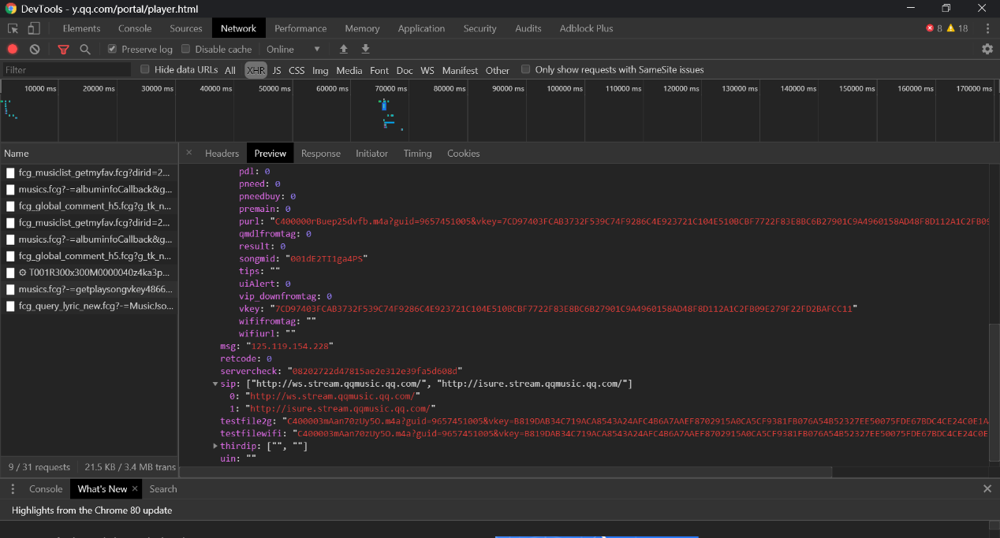 DevTools - y.qq.com/portal/player.html
Elements Console Sources Network Performance Memory Application Security Audits Adblock Plus 8 18
Preserve log Disable cache Online
Filter Hide data URLs All XHR JS CSS Img Media Font Doc WS Manifest Other Only show requests with SameSite issues
10000 ms 20000 ms 30000 ms 40000 ms 50000 ms 60000 ms 70000 ms 80000 ms 90000 ms 100000 ms 110000 ms 120000 ms 130000 ms 140000 ms 150000 ms 160000 ms 170000 ms
Name
fcg_musiclist_getmyfav.fcg?dirid=2...
musics.fcg?-=albuminfoCallback&g...
fcg_global_comment_h5.fcg?g_tk_n...
fcg_musiclist_getmyfav.fcg?dirid=2...
musics.fcg?-=albuminfoCallback&g...
fcg_global_comment_h5.fcg?g_tk_n...
T001R300x300M0000040z4ka3p...
musics.fcg?-=getplaysongvkey4866...
fcg_query_lyric_new.fcg?-=MusicJso...
9 / 31 requests 21.5 KB / 3.4 MB trans
× Headers Preview Response Initiator Timing Cookies
pdl: 0
pneed: 0
pneedbuy: 0
premain: 0
purl: "C400000rBuep25dvfb.m4a?guid=9657451005&vkey=7CD97403FCAB3732F539C74F9286C4E923721C104E510BCBF7722F83E8BC6B27901C9A4960158AD48F8D112A1C2FB09E
qmdlfromtag: 0
result: 0
songmid: "001dE2TI1ga4PS"
tips: ""
uiAlert: 0
vip_downfromtag: 0
vkey: "7CD97403FCAB3732F539C74F9286C4E923721C104E510BCBF7722F83E8BC6B27901C9A4960158AD48F8D112A1C2FB09E279F22FD2BAFCC11"
wififromtag: ""
wifiurl: ""
msg: "125.119.154.228"
retcode: 0
servercheck: "08202722d47815ae2e312e39fa5d608d"
sip: ["http://ws.stream.qqmusic.qq.com/", "http://isure.stream.qqmusic.qq.com/"]
0: "http://ws.stream.qqmusic.qq.com/"
1: "http://isure.stream.qqmusic.qq.com/"
testfile2g: "C400003mAan70zUy5O.m4a?guid=9657451005&vkey=B819DAB34C719ACA8543A24AFC4B6A7AAEF8702915A0CA5CF9381FB076A54B52327EE50075FDE67BDC4CE24C0E1A
testfilewifi: "C400003mAan70zUy5O.m4a?guid=9657451005&vkey=B819DAB34C719ACA8543A24AFC4B6A7AAEF8702915A0CA5CF9381FB076A54B52327EE50075FDE67BDC4CE24C0E
thirdip: ["", ""]
uin: ""
Console What's New × Search
Highlights from the Chrome 80 update